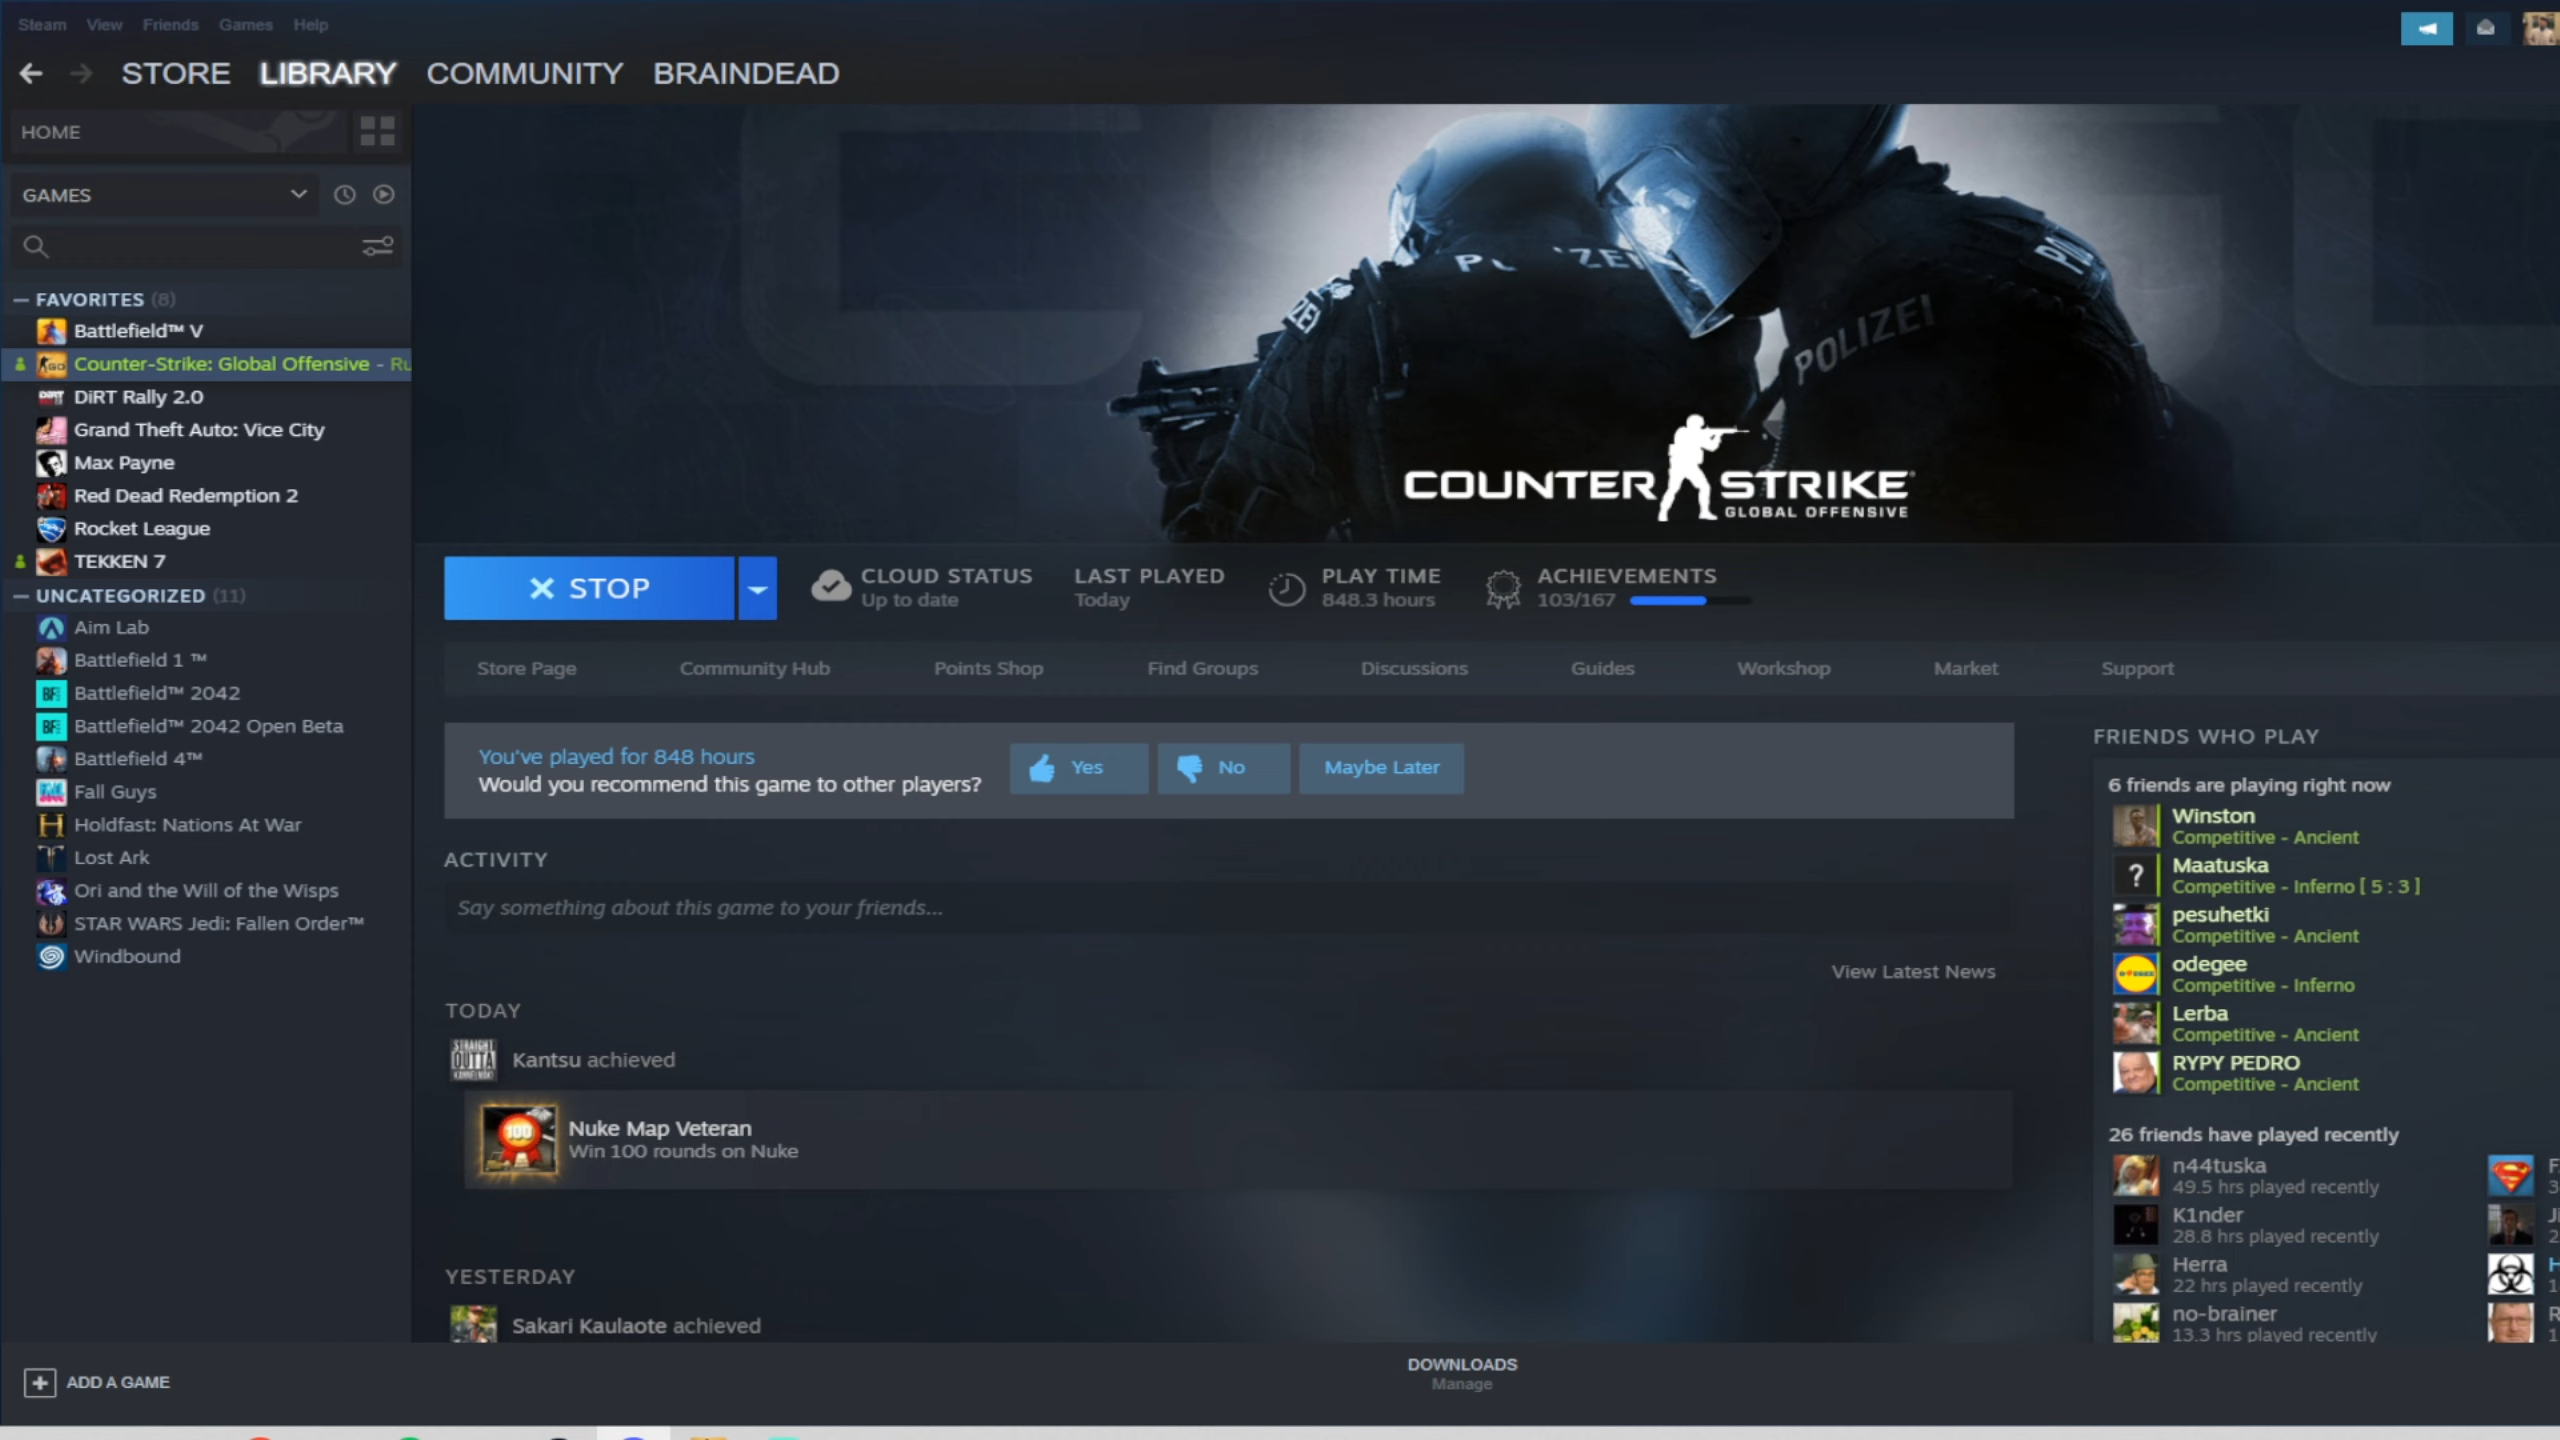 Steam View Friends Games Help
STORE LIBRARY COMMUNITY BRAINDEAD
HOME
GAMES
— FAVORITES (8)
Battlefield™ V
Counter-Strike: Global Offensive - Ru
DiRT Rally 2.0
Grand Theft Auto: Vice City
Max Payne
Red Dead Redemption 2
Rocket League
TEKKEN 7
— UNCATEGORIZED (11)
Aim Lab
Battlefield 1 ™
Battlefield™ 2042
Battlefield™ 2042 Open Beta
Battlefield 4™
Fall Guys
Holdfast: Nations At War
Lost Ark
Ori and the Will of the Wisps
STAR WARS Jedi: Fallen Order™
Windbound
ADD A GAME
POLIZEI
COUNTER STRIKE
GLOBAL OFFENSIVE
STOP
CLOUD STATUS
Up to date
LAST PLAYED
Today
PLAY TIME
848.3 hours
ACHIEVEMENTS
103/167
Store Page Community Hub Points Shop Find Groups Discussions Guides Workshop Market Support
You've played for 848 hours
Would you recommend this game to other players?
Yes No Maybe Later
ACTIVITY
Say something about this game to your friends...
View Latest News
TODAY
STRAIGHT
OUTTA
Kantsu achieved
100
Nuke Map Veteran
Win 100 rounds on Nuke
YESTERDAY
Sakari Kaulaote achieved
FRIENDS WHO PLAY
6 friends are playing right now
Winston
Competitive - Ancient
Maatuska
Competitive - Inferno [ 5 : 3 ]
pesuhetki
Competitive - Ancient
odegee
Competitive - Inferno
Lerba
Competitive - Ancient
RYPY PEDRO
Competitive - Ancient
26 friends have played recently
n44tuska
49.5 hrs played recently
K1nder
28.8 hrs played recently
Herra
22 hrs played recently
no-brainer
13.3 hrs played recently
DOWNLOADS
Manage